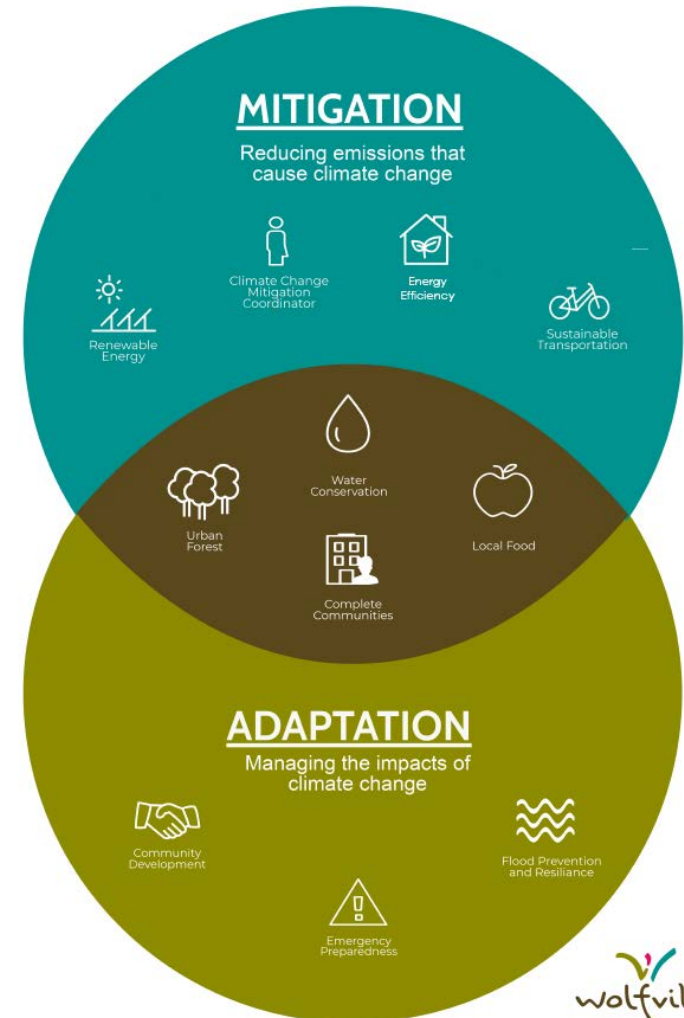 MITIGATION
Reducing emissions that
cause climate change
Climate Change
Mitigation
Coordinator
Energy
Efficiency
Renewable
Energy
Sustainable
Transportation
Water
Conservation
Urban
Forest
Local Food
Complete
Communities
ADAPTATION
Managing the impacts of
climate change
Community
Development
Flood Prevention
and Resiliance
Emergency
Preparedness
wolfvil